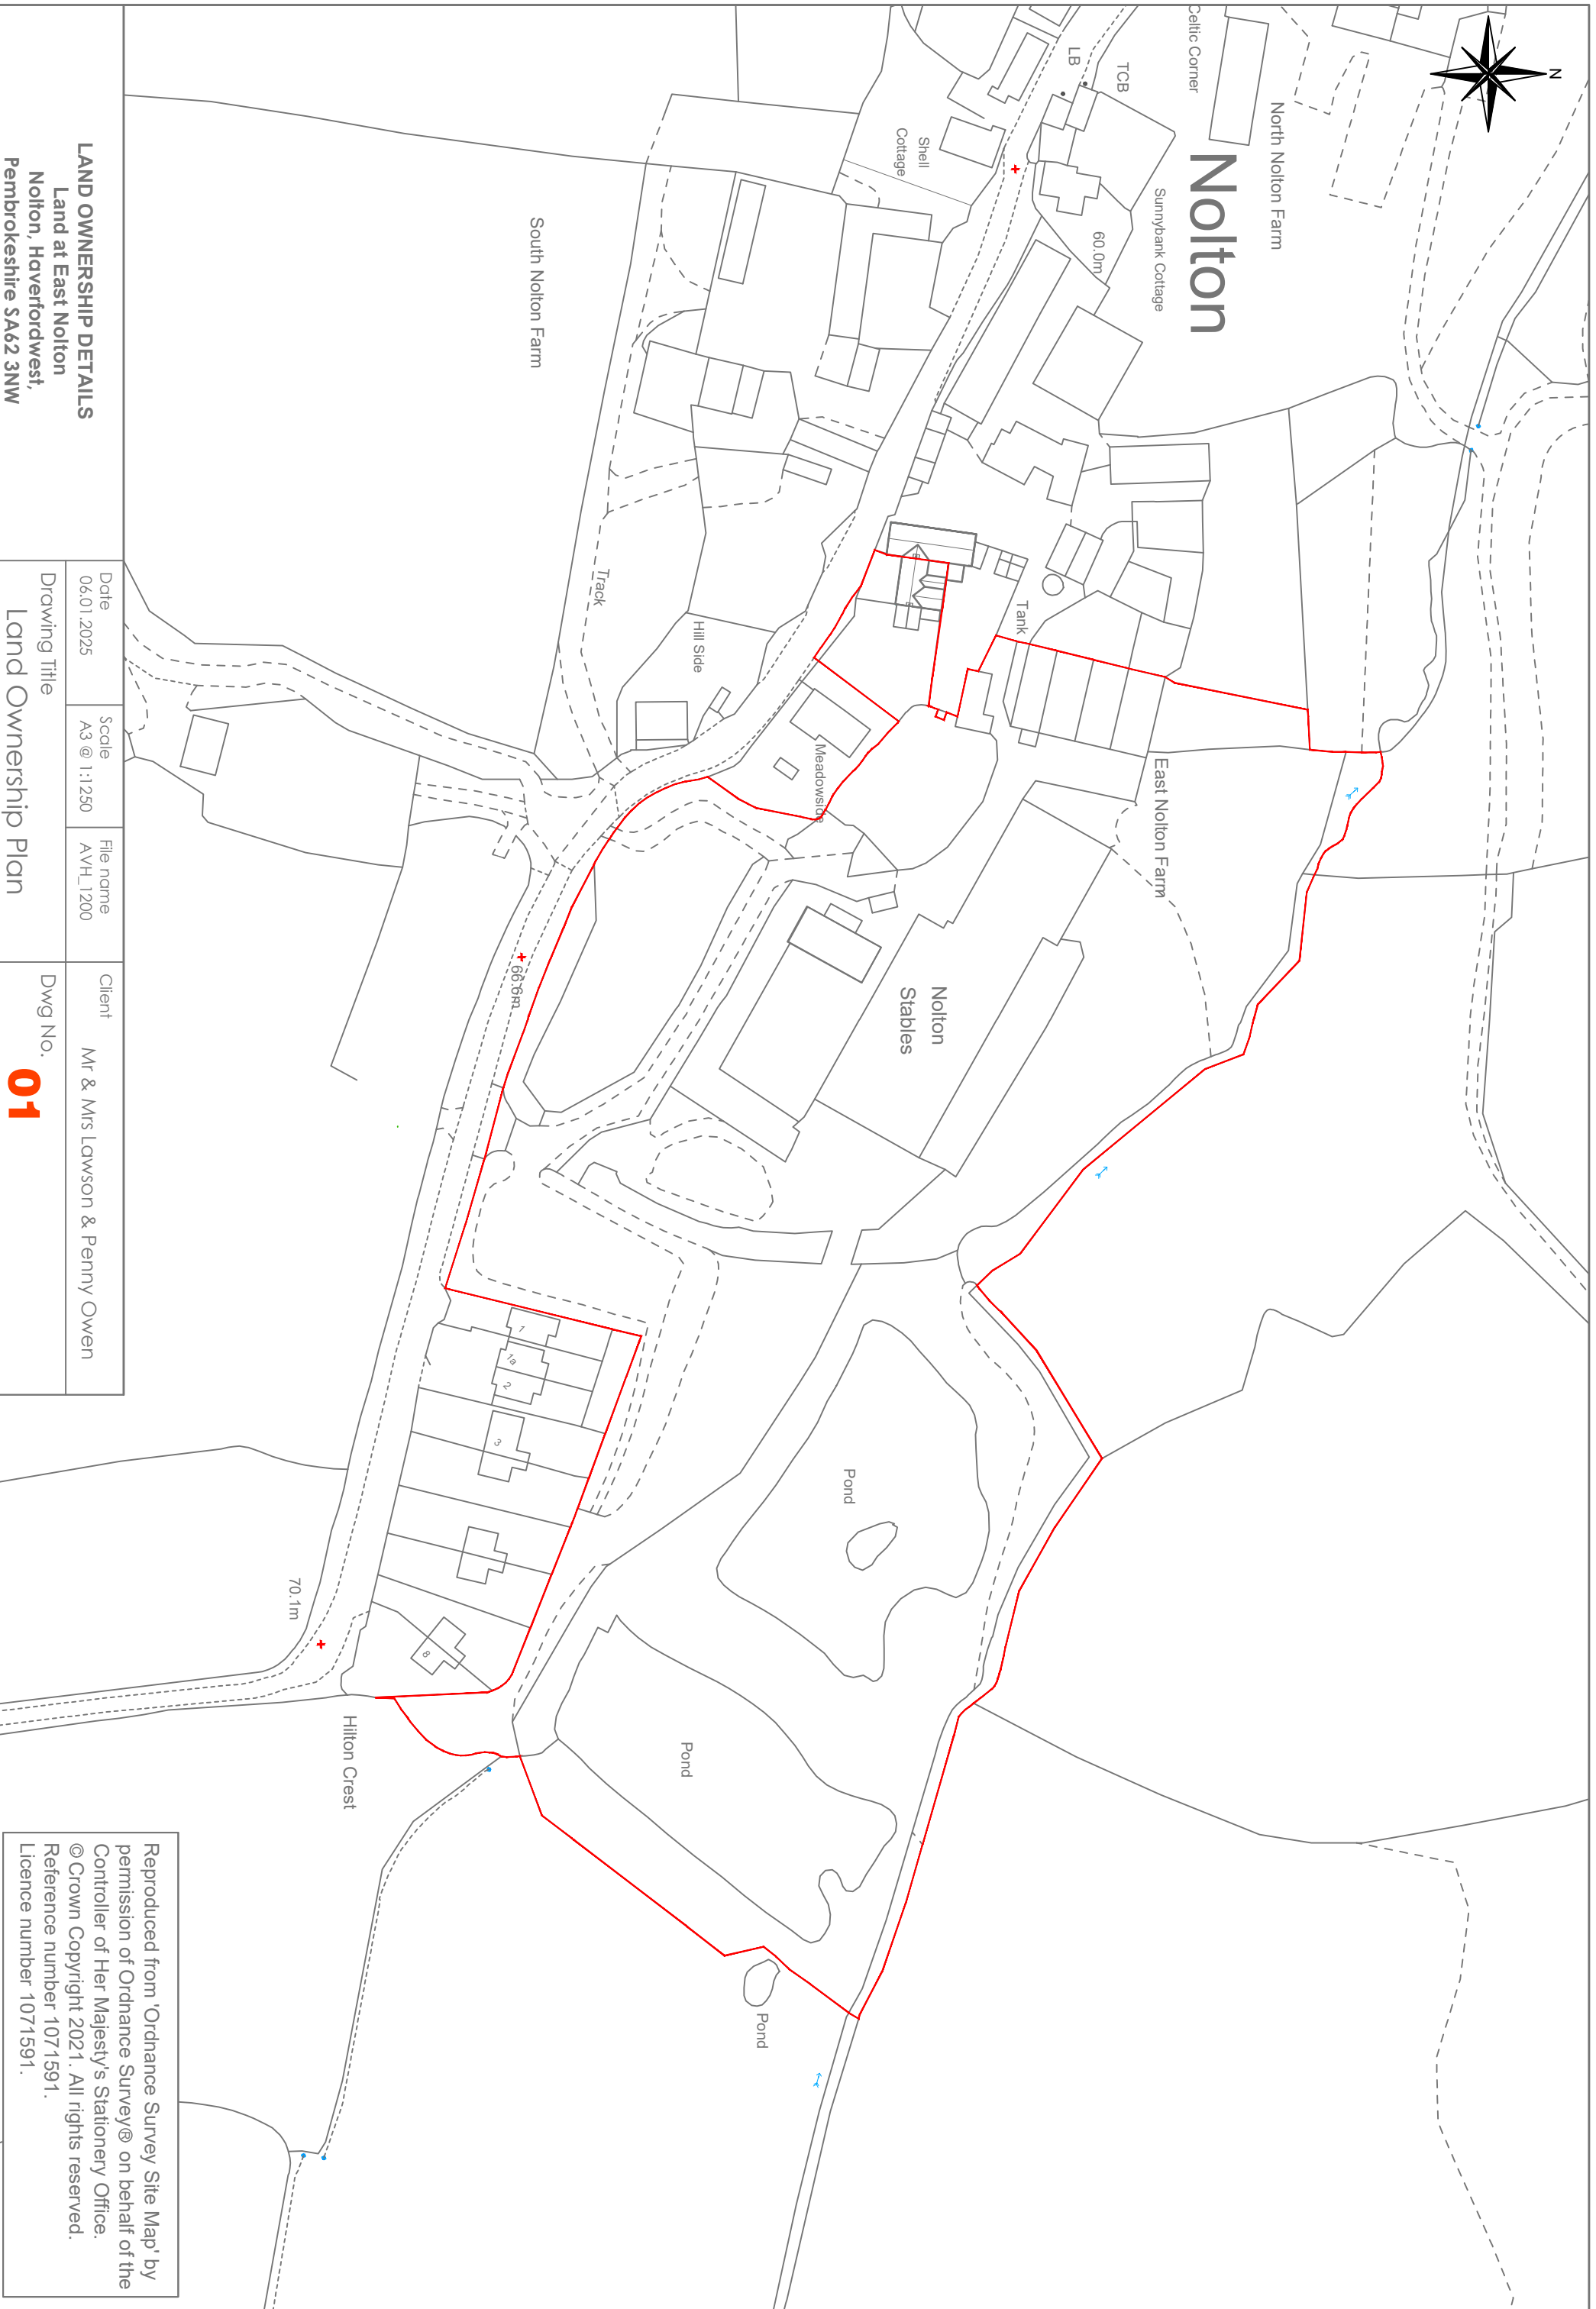 N
Celtic Corner
North Nolton Farm
Nolton
LB
TCB
Sunnybank Cottage
60.0m
Shell
Cottage
South Nolton Farm
Track
Hill Side
Tank
Meadowside
East Nolton Farm
Nolton
Stables
66.6m
1
1a
2
3
8
70.1m
Hilton Crest
Pond
Pond
Pond
LAND OWNERSHIP DETAILS
Land at East Nolton
Nolton, Haverfordwest,
Pembrokeshire SA62 3NW
Date
06.01.2025
Scale
A3 @ 1:1250
File name
AVH_1200
Client
Mr & Mrs Lawson & Penny Owen
Drawing Title
Land Ownership Plan
Dwg No.
01
Reproduced from 'Ordnance Survey Site Map' by
permission of Ordnance Survey® on behalf of the
Controller of Her Majesty's Stationery Office.
© Crown Copyright 2021. All rights reserved.
Reference number 1071591.
Licence number 1071591.